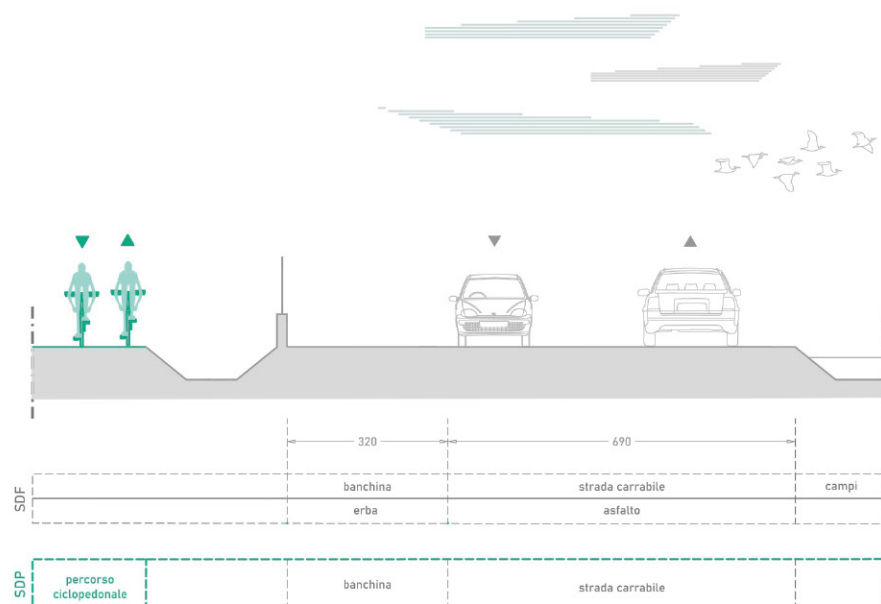 320
690
SDF
banchina
strada carrabile
campi
erba
asfalto
SDP
percorso
ciclopedonale
banchina
strada carrabile